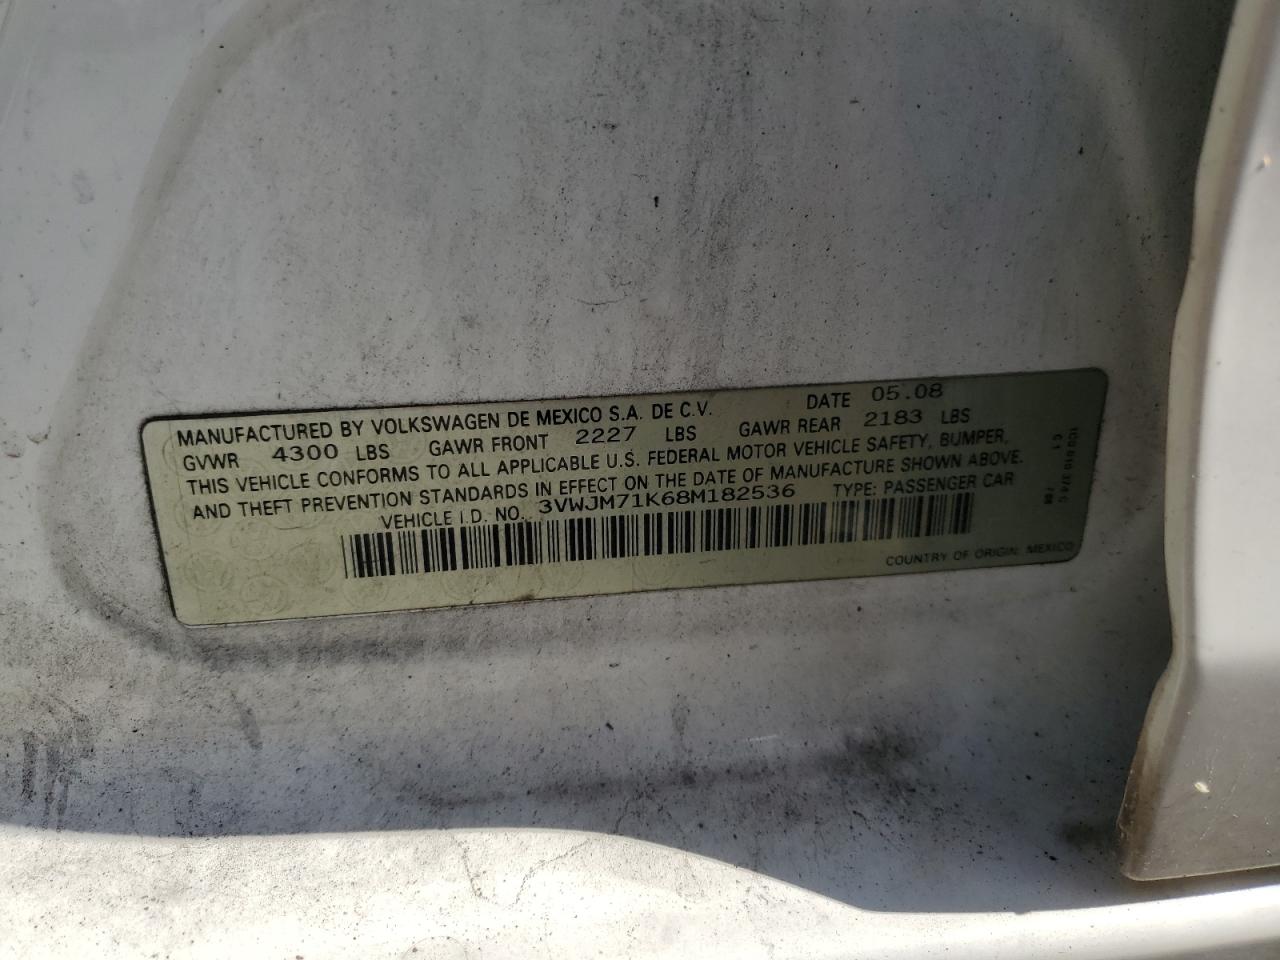 MANUFACTURED BY VOLKSWAGEN DE MEXICO S.A. DE C.V. DATE 05.08
GVWR 4300 LBS GAWR FRONT 2227 LBS GAWR REAR 2183 LBS
THIS VEHICLE CONFORMS TO ALL APPLICABLE U.S. FEDERAL MOTOR VEHICLE SAFETY, BUMPER,
AND THEFT PREVENTION STANDARDS IN EFFECT ON THE DATE OF MANUFACTURE SHOWN ABOVE.
VEHICLE I.D. NO.: 3VWJM71K68M182536 TYPE: PASSENGER CAR
COUNTRY OF ORIGIN: MEXICO